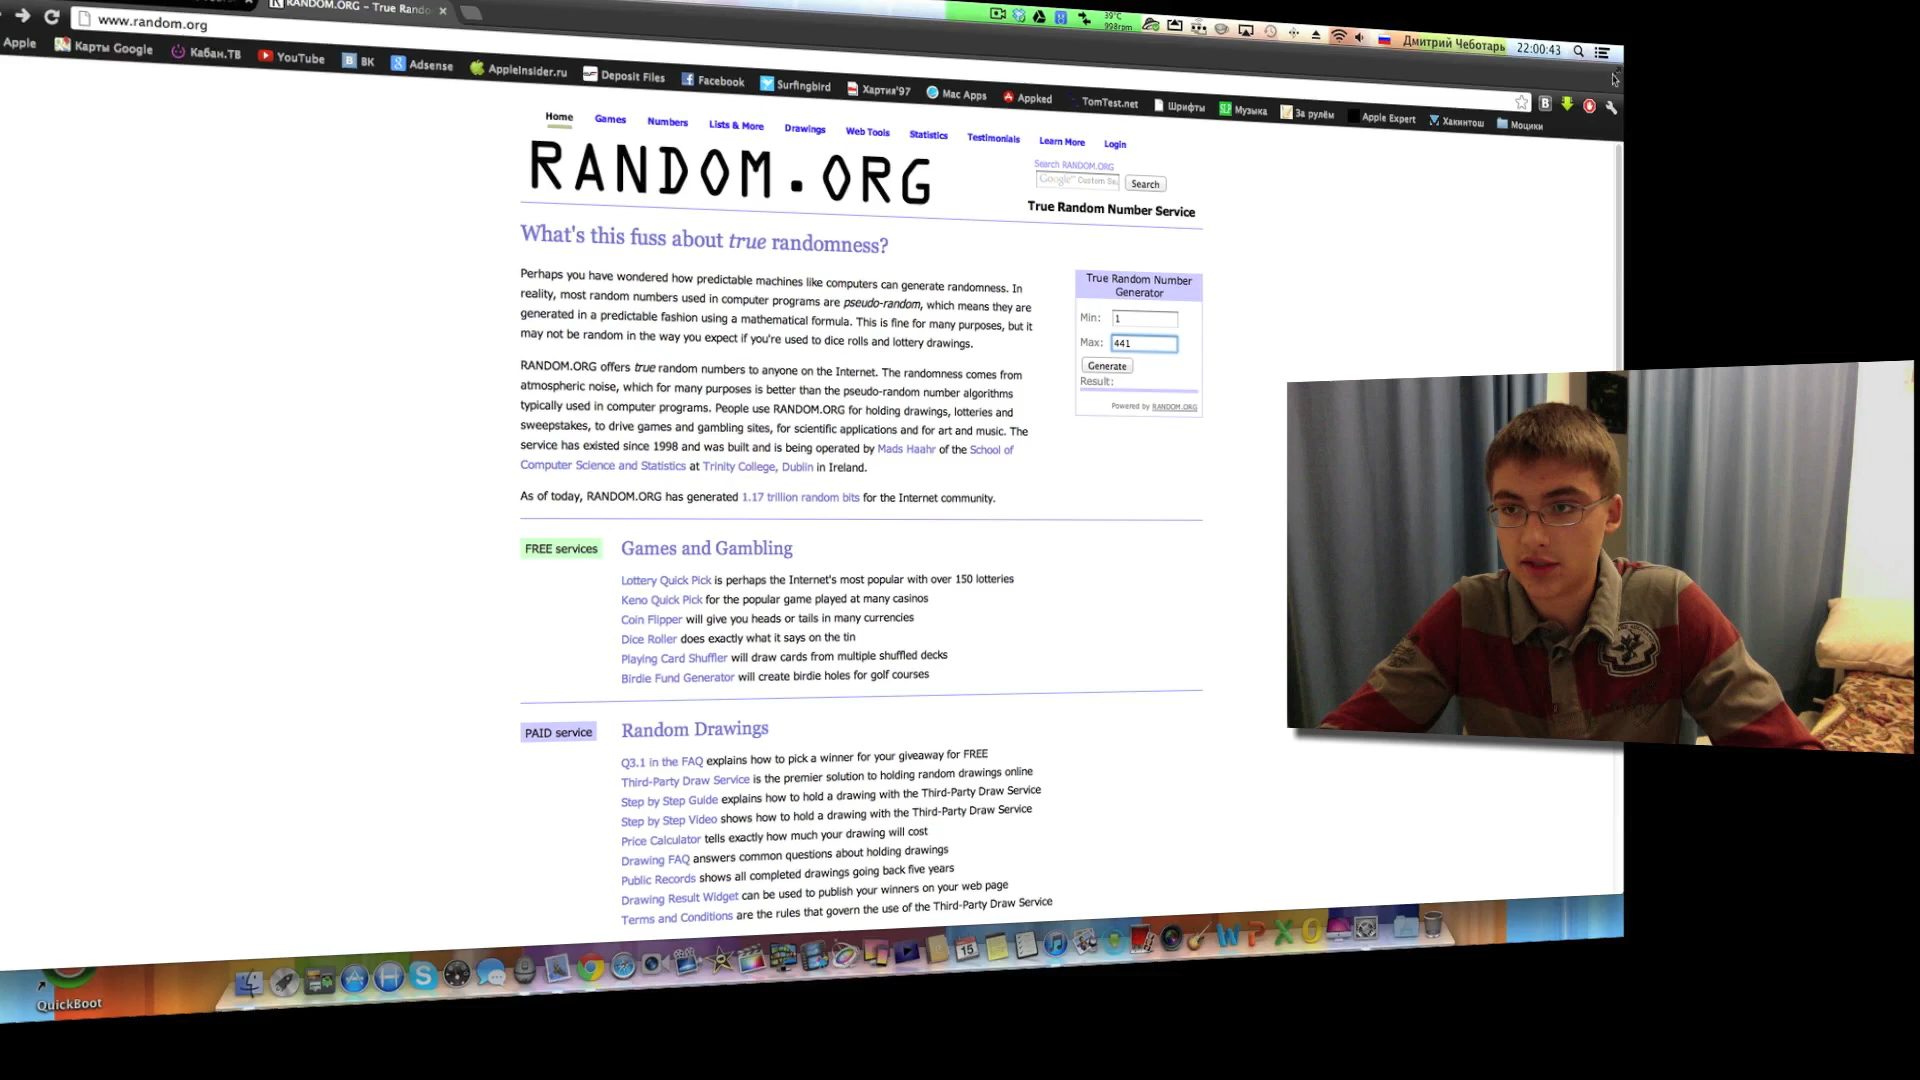 RANDOM.ORG – True Rando
39°C
998rpm
Дмитрий Чеботарь
22:00:43
www.random.org
Apple
Карты Google
Кабан.ТВ
YouTube
ВК
Adsense
AppleInsider.ru
Deposit Files
Facebook
Surfingbird
Хартия'97
Mac Apps
Appked
TomTest.net
Шрифты
Музыка
За рулём
Apple Expert
Хакинтош
Моцики
Home
Games
Numbers
Lists & More
Drawings
Web Tools
Statistics
Testimonials
Learn More
Login
RANDOM.ORG
Search RANDOM.ORG
Google™ Custom Sea
Search
True Random Number Service
What's this fuss about true randomness?
Perhaps you have wondered how predictable machines like computers can generate randomness. In
reality, most random numbers used in computer programs are pseudo-random, which means they are
generated in a predictable fashion using a mathematical formula. This is fine for many purposes, but it
may not be random in the way you expect if you're used to dice rolls and lottery drawings.
RANDOM.ORG offers true random numbers to anyone on the Internet. The randomness comes from
atmospheric noise, which for many purposes is better than the pseudo-random number algorithms
typically used in computer programs. People use RANDOM.ORG for holding drawings, lotteries and
sweepstakes, to drive games and gambling sites, for scientific applications and for art and music. The
service has existed since 1998 and was built and is being operated by Mads Haahr of the School of
Computer Science and Statistics at Trinity College, Dublin in Ireland.
As of today, RANDOM.ORG has generated 1.17 trillion random bits for the Internet community.
True Random Number
Generator
Min: 1
Max: 441
Generate
Result:
Powered by RANDOM.ORG
FREE services
Games and Gambling
Lottery Quick Pick is perhaps the Internet's most popular with over 150 lotteries
Keno Quick Pick for the popular game played at many casinos
Coin Flipper will give you heads or tails in many currencies
Dice Roller does exactly what it says on the tin
Playing Card Shuffler will draw cards from multiple shuffled decks
Birdie Fund Generator will create birdie holes for golf courses
PAID service
Random Drawings
Q3.1 in the FAQ explains how to pick a winner for your giveaway for FREE
Third-Party Draw Service is the premier solution to holding random drawings online
Step by Step Guide explains how to hold a drawing with the Third-Party Draw Service
Step by Step Video shows how to hold a drawing with the Third-Party Draw Service
Price Calculator tells exactly how much your drawing will cost
Drawing FAQ answers common questions about holding drawings
Public Records shows all completed drawings going back five years
Drawing Result Widget can be used to publish your winners on your web page
Terms and Conditions are the rules that govern the use of the Third-Party Draw Service
15
QuickBoot